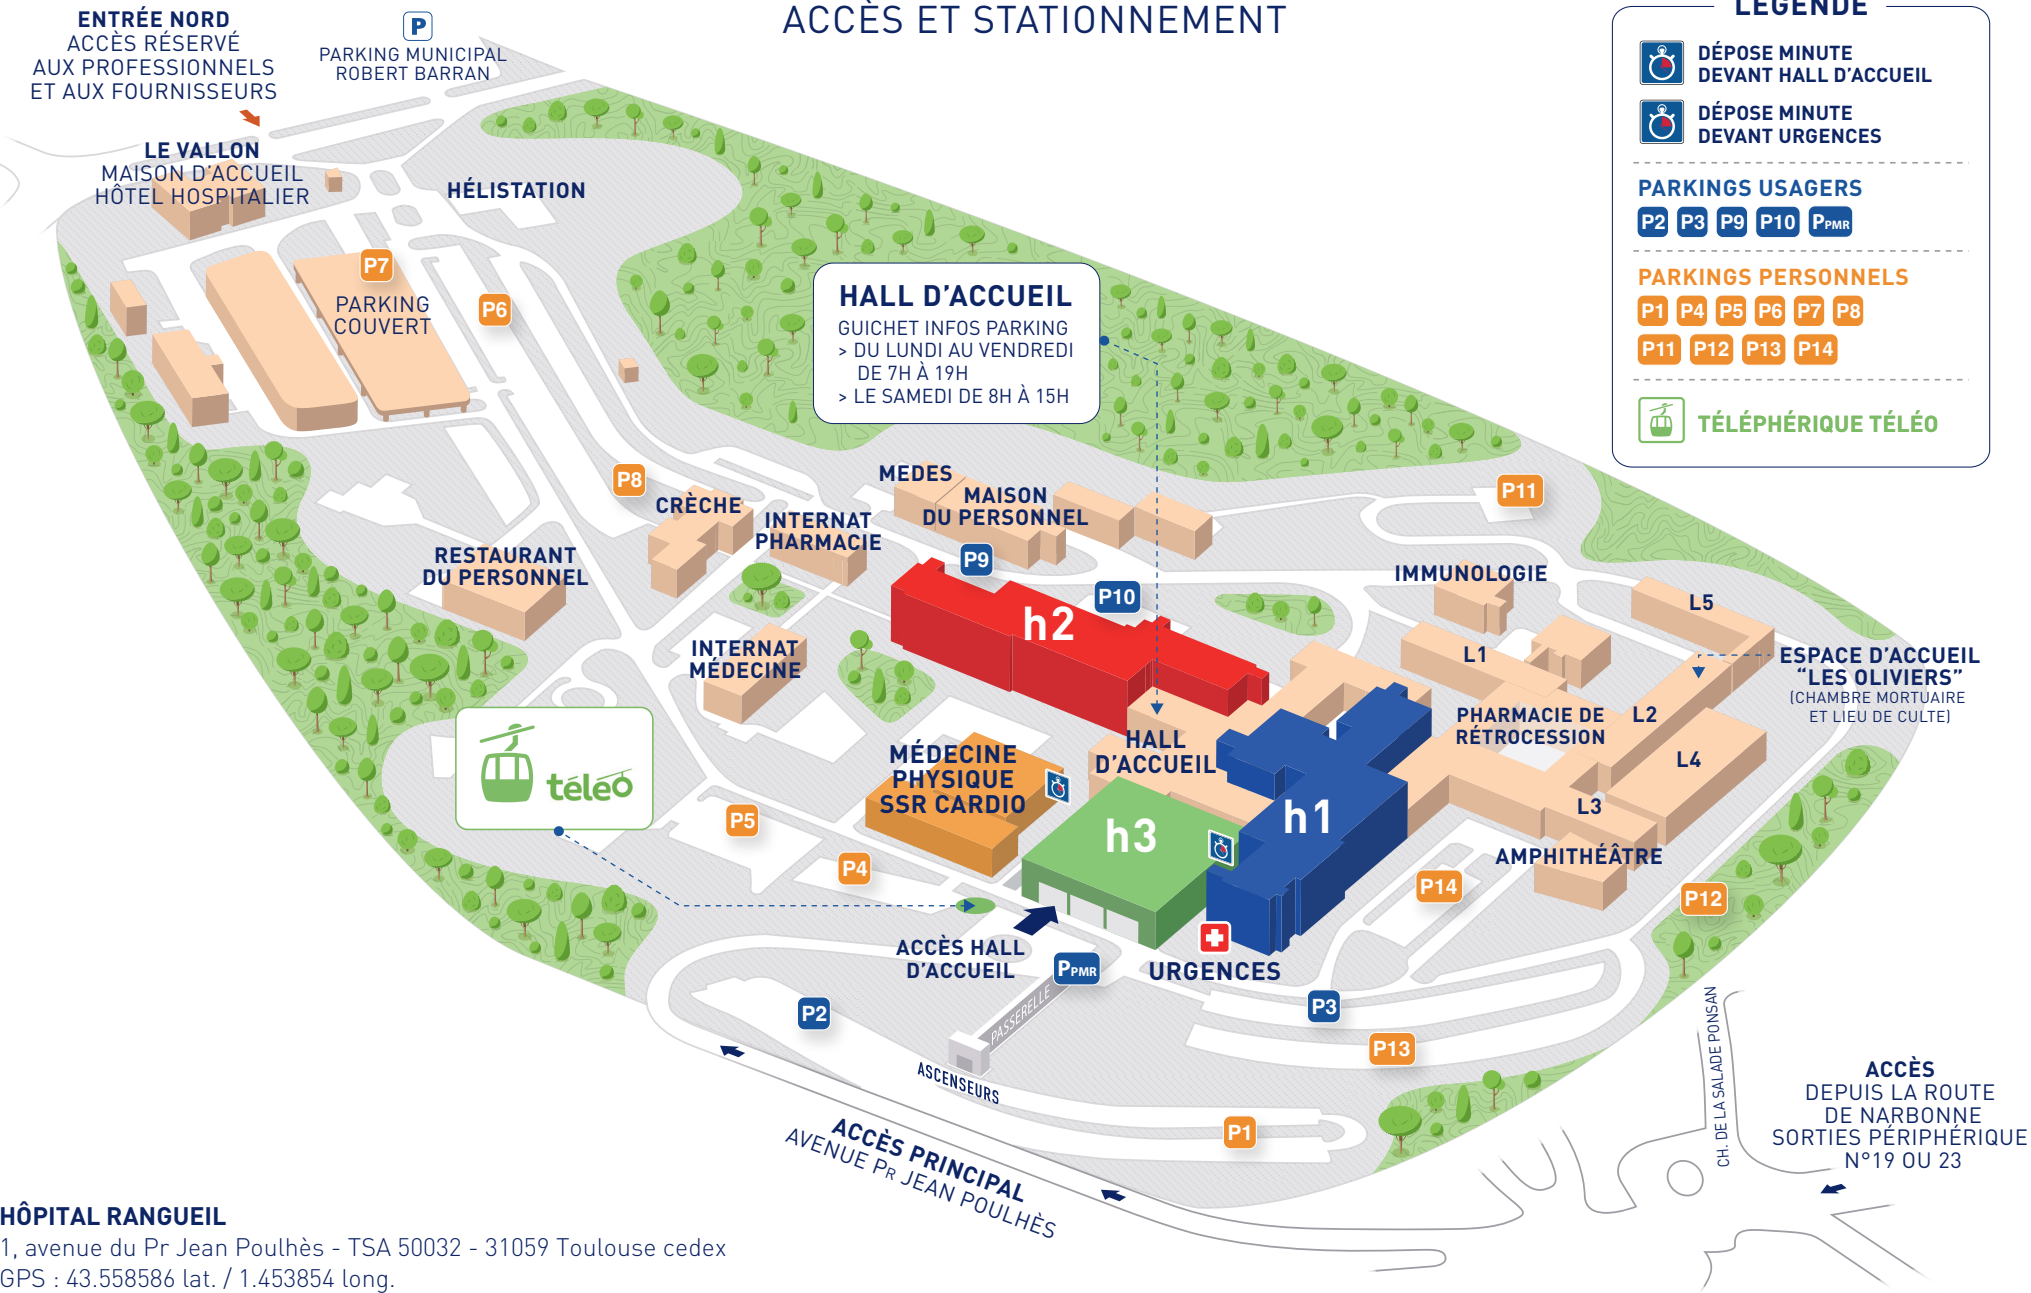 ACCÈS ET STATIONNEMENT
ENTRÉE NORD
ACCÈS RÉSERVÉ
AUX PROFESSIONNELS
ET AUX FOURNISSEURS
P
PARKING MUNICIPAL
ROBERT BARRAN
LE VALLON
MAISON D'ACCUEIL
HÔTEL HOSPITALIER
HÉLISTATION
P7
PARKING
COUVERT
P6
HALL D'ACCUEIL
GUICHET INFOS PARKING
> DU LUNDI AU VENDREDI
DE 7H À 19H
> LE SAMEDI DE 8H À 15H
LÉGENDE
DÉPOSE MINUTE
DEVANT HALL D'ACCUEIL
DÉPOSE MINUTE
DEVANT URGENCES
PARKINGS USAGERS
P2 P3 P9 P10 PPMR
PARKINGS PERSONNELS
P1 P4 P5 P6 P7 P8
P11 P12 P13 P14
TÉLÉPHÉRIQUE TÉLÉO
P8
CRÈCHE
INTERNAT
PHARMACIE
MEDES
MAISON
DU PERSONNEL
P11
RESTAURANT
DU PERSONNEL
P9
P10
IMMUNOLOGIE
L5
h2
INTERNAT
MÉDECINE
L1
ESPACE D'ACCUEIL
"LES OLIVIERS"
(CHAMBRE MORTUAIRE
ET LIEU DE CULTE)
PHARMACIE DE
RÉTROCESSION
L2
L4
L3
AMPHITHÉÂTRE
téléo
MÉDECINE
PHYSIQUE
SSR CARDIO
HALL
D'ACCUEIL
h1
h3
P5
P4
P14
P12
ACCÈS HALL
D'ACCUEIL
PPMR
URGENCES
PASSERELLE
P2
P3
P13
ASCENSEURS
P1
ACCÈS PRINCIPAL
AVENUE PR JEAN POULHÈS
CH. DE LA SALADE PONSAN
ACCÈS
DEPUIS LA ROUTE
DE NARBONNE
SORTIES PÉRIPHÉRIQUE
N°19 OU 23
HÔPITAL RANGUEIL
1, avenue du Pr Jean Poulhès - TSA 50032 - 31059 Toulouse cedex
GPS : 43.558586 lat. / 1.453854 long.